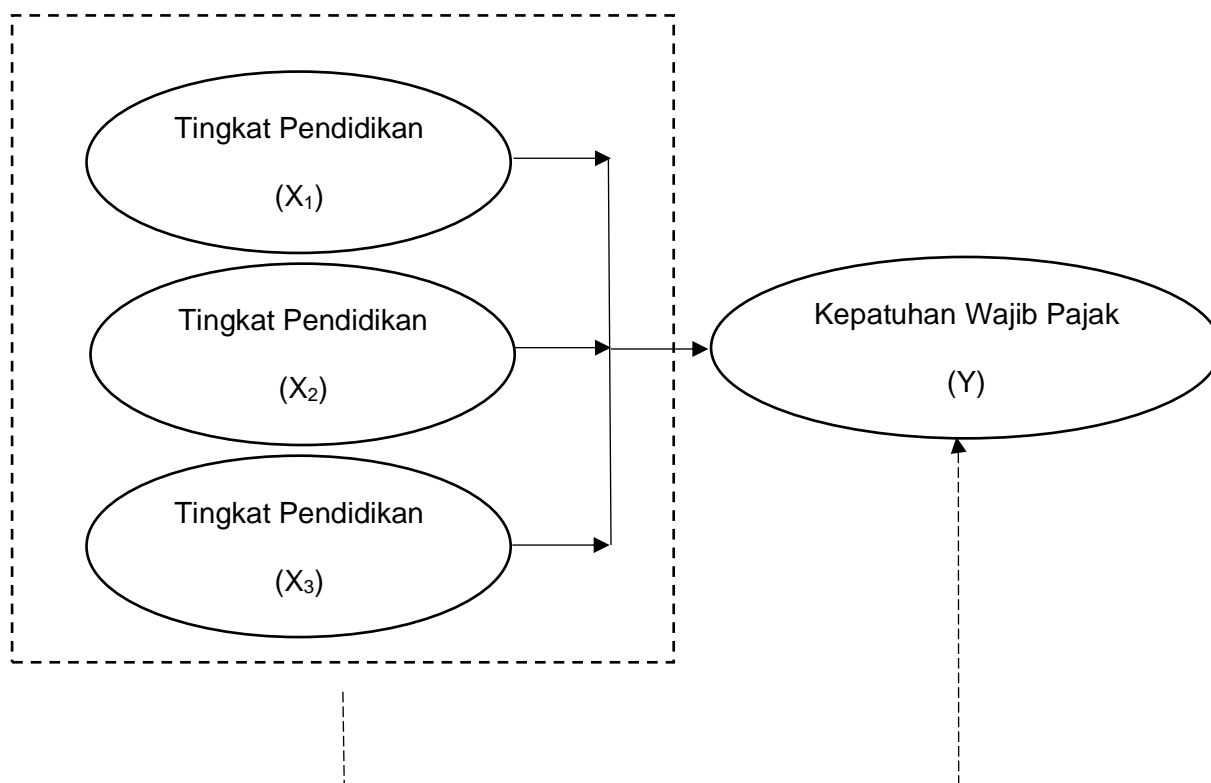 Tingkat Pendidikan
(X₁)
Tingkat Pendidikan
(X₂)
Tingkat Pendidikan
(X₃)
Kepatuhan Wajib Pajak
(Y)